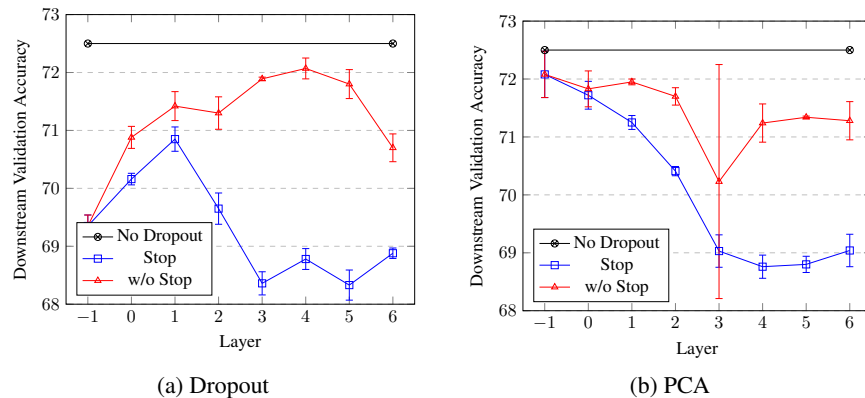 Downstream Validation Accuracy
72
71
70
69
68
No Dropout
Stop
w/o Stop
−1 0 1 2 3 4 5 6
Layer
(a) Dropout
Downstream Validation Accuracy
73
72
71
70
69
68
No Dropout
Stop
w/o Stop
−1 0 1 2 3 4 5 6
Layer
(b) PCA